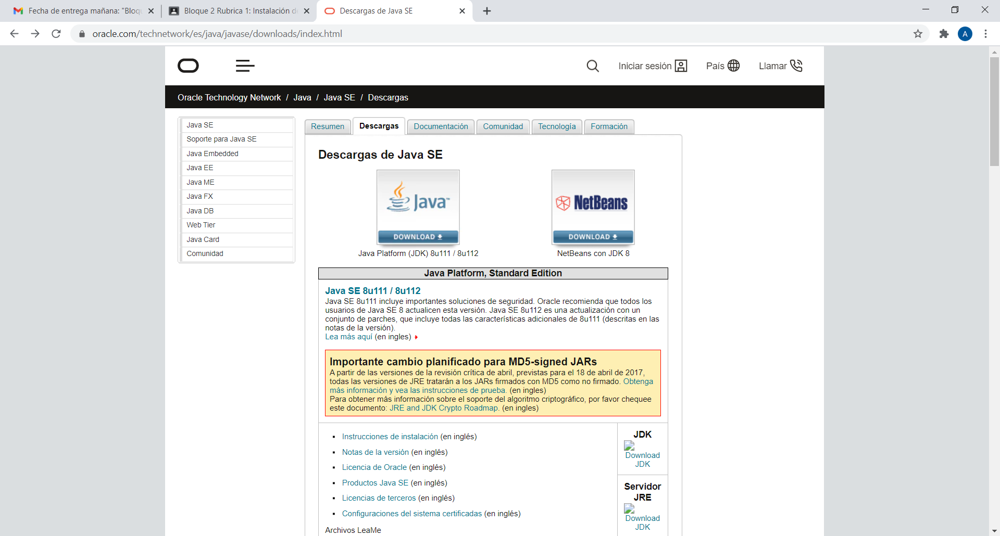 Fecha de entrega mañana: "Bloq
Bloque 2 Rubrica 1: Instalación d
Descargas de Java SE
oracle.com/technetwork/es/java/javase/downloads/index.html
A
Iniciar sesión
País
Llamar
Oracle Technology Network / Java / Java SE / Descargas
Java SE
Soporte para Java SE
Java Embedded
Java EE
Java ME
Java FX
Java DB
Web Tier
Java Card
Comunidad
Resumen
Descargas
Documentación
Comunidad
Tecnología
Formación
Descargas de Java SE
Java™
DOWNLOAD
Java Platform (JDK) 8u111 / 8u112
NetBeans
DOWNLOAD
NetBeans con JDK 8
Java Platform, Standard Edition
Java SE 8u111 / 8u112
Java SE 8u111 incluye importantes soluciones de seguridad. Oracle recomienda que todos los
usuarios de Java SE 8 actualicen esta versión. Java SE 8u112 es una actualización con un
conjunto de parches, que incluye todas las características adicionales de 8u111 (descritas en las
notas de la versión).
Lea más aquí (en ingles)
Importante cambio planificado para MD5-signed JARs
A partir de las versiones de la revisión crítica de abril, previstas para el 18 de abril de 2017,
todas las versiones de JRE tratarán a los JARs firmados con MD5 como no firmado. Obtenga
más información y vea las instrucciones de prueba. (en ingles)
Para obtener más información sobre el soporte del algoritmo criptográfico, por favor chequee
este documento: JRE and JDK Crypto Roadmap. (en ingles)
Instrucciones de instalación (en inglés)
Notas de la versión (en inglés)
Licencia de Oracle (en inglés)
Productos Java SE (en inglés)
Licencias de terceros (en inglés)
Configuraciones del sistema certificadas (en inglés)
Archivos LeaMe
JDK
Download
JDK
Servidor
JRE
Download
JDK